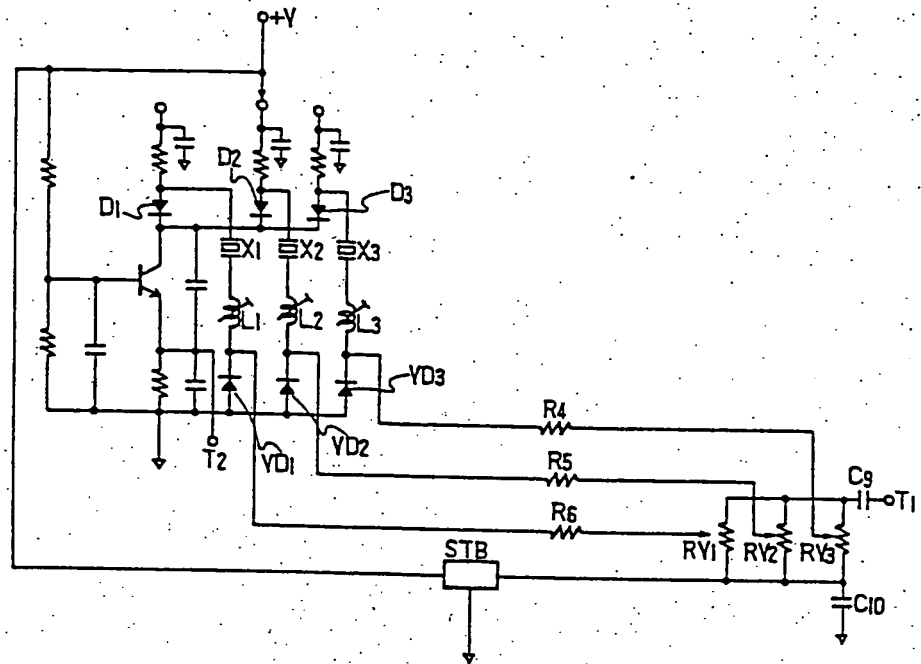 +V
D2
D3
D1
X1
X2
X3
L1
L2
L3
VD3
R4
T2
VD1
VD2
R5
C9
T1
R6
RV1
RV2
RV3
STB
C10